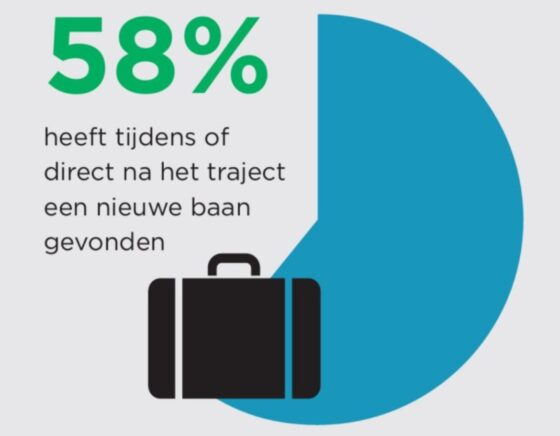 58%
heeft tijdens of
direct na het traject
een nieuwe baan
gevonden